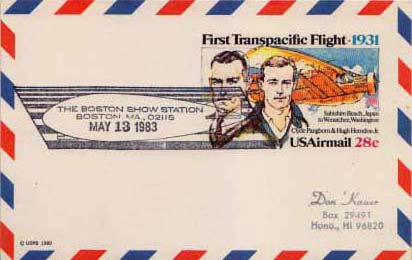 First Transpacific Flight-1931
Sabishiro Beach, Japan
to Wenatchee, Washington
Clyde Pangborn & Hugh Herndon Jr.
USAirmail 28c
THE BOSTON SHOW STATION
BOSTON MA, 02115
MAY 13 1983
Don Kauer
Box 29491
Hono., HI 96820
© USPS 1980